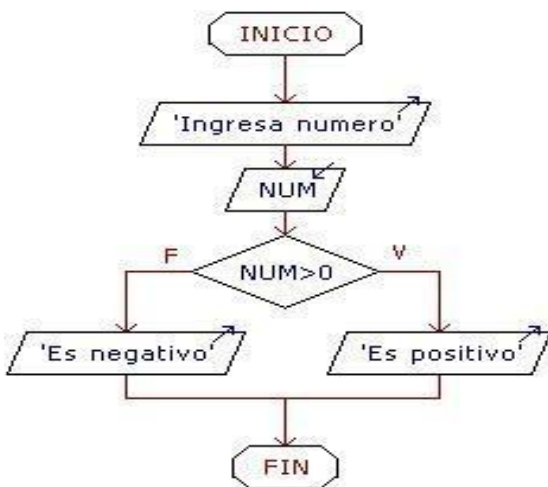 INICIO
'Ingresa numero'
NUM
F
V
NUM>0
'Es negativo'
'Es positivo'
FIN